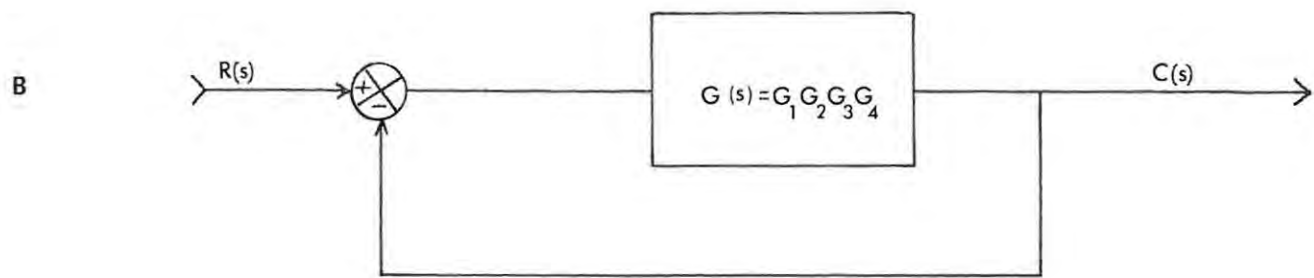 B
R(s)
+
-
G (s) = G₁G₂G₃G₄
C(s)